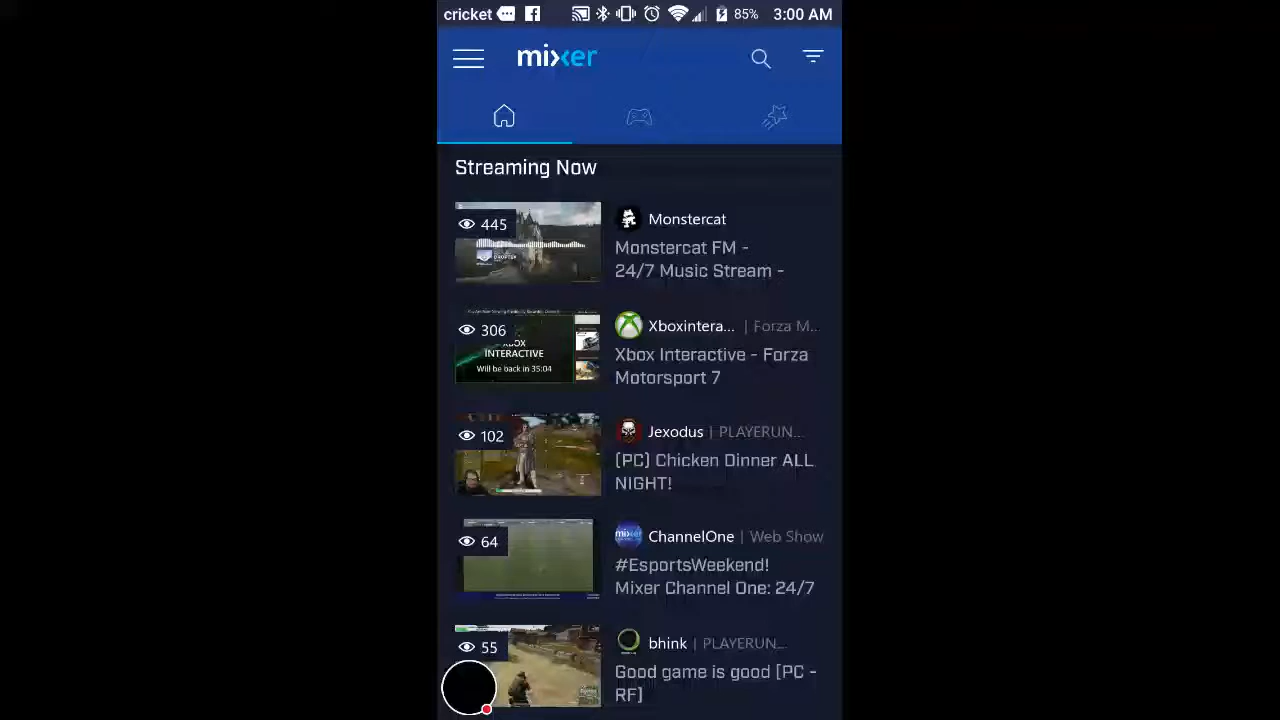 cricket 85% 3:00 AM
mixer
Streaming Now
445
Monstercat
Monstercat FM -
24/7 Music Stream -
306
XBOX
INTERACTIVE
Will be back in 35:04
Xboxintera... | Forza M...
Xbox Interactive - Forza
Motorsport 7
102
Jexodus | PLAYERUN...
(PC) Chicken Dinner ALL
NIGHT!
64
mixer
ChannelOne | Web Show
#EsportsWeekend!
Mixer Channel One: 24/7
55
bhink | PLAYERUN...
Good game is good [PC -
RF]